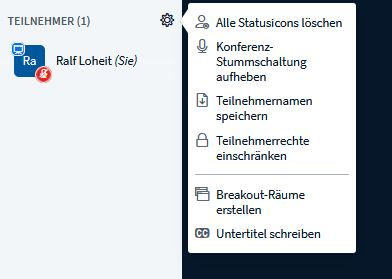 TEILNEHMER (1)
Ra
Ralf Loheit (Sie)
Alle Statusicons löschen
Konferenz-
Stummschaltung
aufheben
Teilnehmernamen
speichern
Teilnehmerrechte
einschränken
Breakout-Räume
erstellen
CC Untertitel schreiben